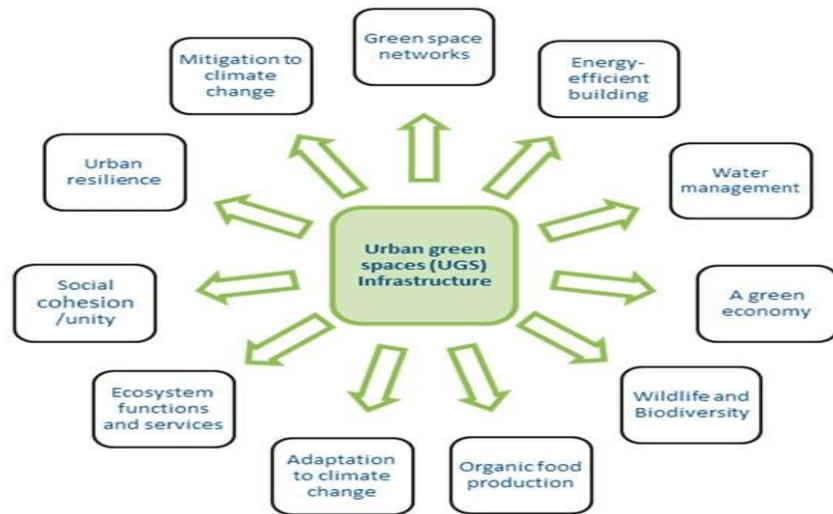 Green space
networks
Energy-
efficient
building
Water
management
A green
economy
Wildlife and
Biodiversity
Organic food
production
Adaptation
to climate
change
Ecosystem
functions
and services
Social
cohesion
/unity
Urban
resilience
Mitigation to
climate
change
Urban green
spaces (UGS)
Infrastructure